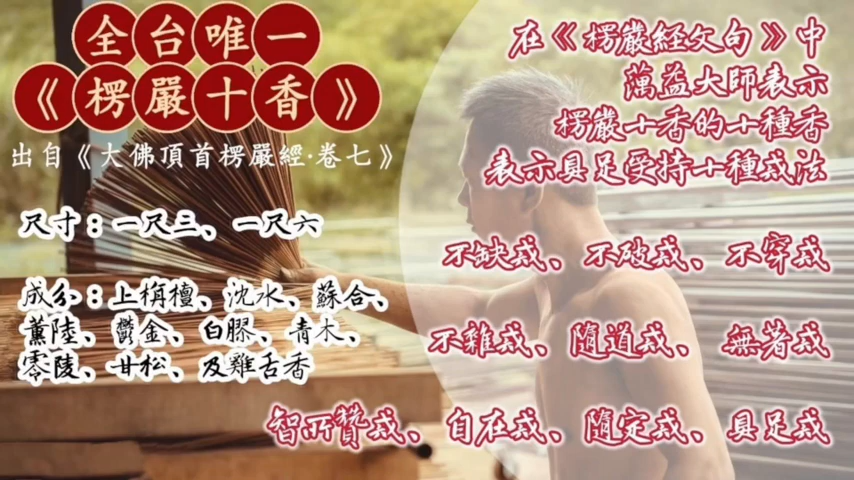 全台唯一
《楞嚴十香》
出自《大佛頂首楞嚴經·卷七》
尺寸：一尺三、一尺六
成分：上栴檀、沈水、蘇合、
薰陸、鬱金、白膠、青木、
零陵、甘松、及雞舌香
在《楞嚴經文句》中
蕅益大師表示
楞嚴十香的十種香
表示具足受持十種戒法
不缺戒、不破戒、不穿戒
不雜戒、隨道戒、無著戒
智所贊戒、自在戒、隨定戒、具足戒